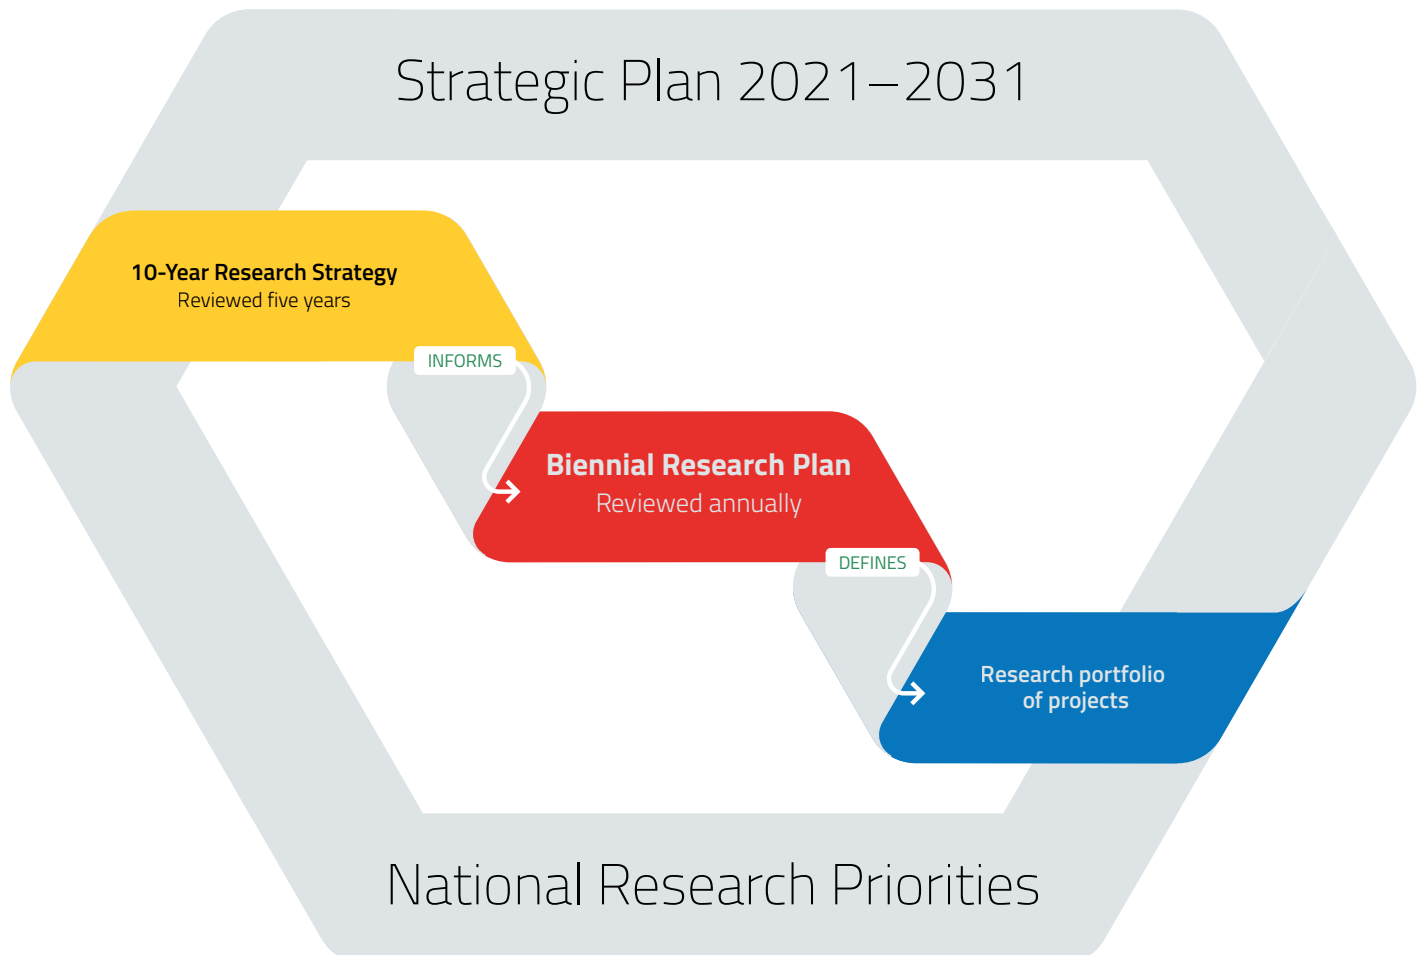 Strategic Plan 2021–2031
10-Year Research Strategy
Reviewed five years
INFORMS
Biennial Research Plan
Reviewed annually
DEFINES
Research portfolio
of projects
National Research Priorities